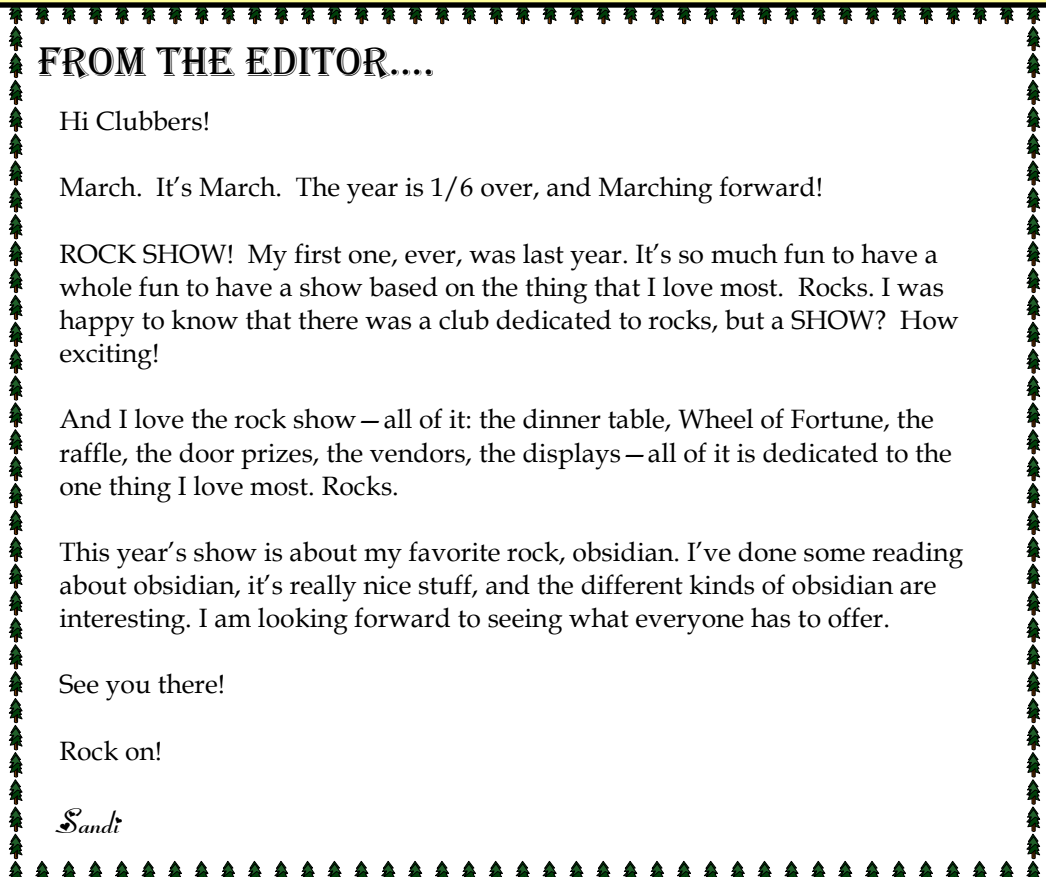 FROM THE EDITOR....
Hi Clubbers!
March.  It's March.  The year is 1/6 over, and Marching forward!
ROCK SHOW!  My first one, ever, was last year. It's so much fun to have a
whole fun to have a show based on the thing that I love most.  Rocks. I was
happy to know that there was a club dedicated to rocks, but a SHOW?  How
exciting!
And I love the rock show—all of it: the dinner table, Wheel of Fortune, the
raffle, the door prizes, the vendors, the displays—all of it is dedicated to the
one thing I love most. Rocks.
This year's show is about my favorite rock, obsidian. I've done some reading
about obsidian, it's really nice stuff, and the different kinds of obsidian are
interesting. I am looking forward to seeing what everyone has to offer.
See you there!
Rock on!
Sandi